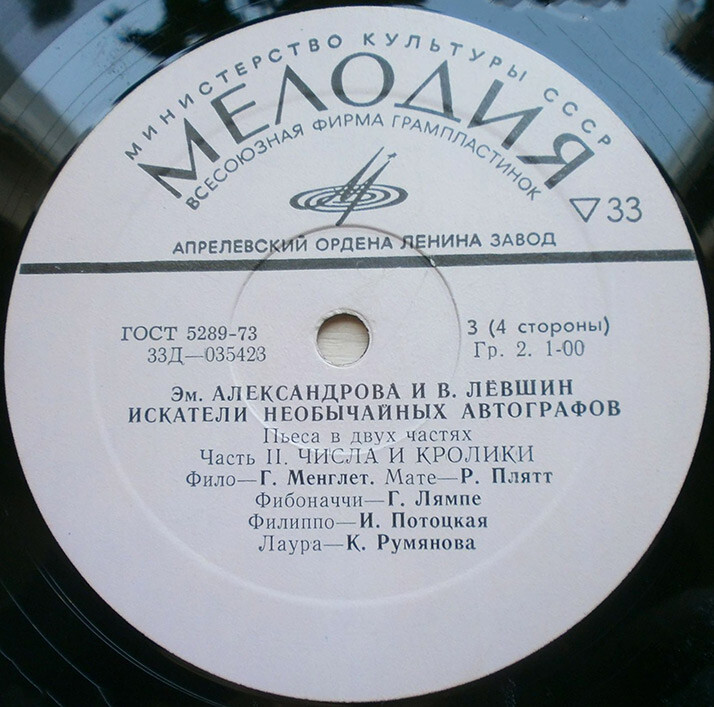 МИНИСТЕРСТВО КУЛЬТУРЫ СССР
МЕЛОДИЯ
ВСЕСОЮЗНАЯ ФИРМА ГРАМПЛАСТИНОК
33
АПРЕЛЕВСКИЙ ОРДЕНА ЛЕНИНА ЗАВОД
ГОСТ 5289-73
33Д—035423
3 (4 стороны)
Гр. 2. 1-00
Эм. АЛЕКСАНДРОВА И В. ЛЁВШИН
ИСКАТЕЛИ НЕОБЫЧАЙНЫХ АВТОГРАФОВ
Пьеса в двух частях
Часть II. ЧИСЛА И КРОЛИКИ
Фило—Г. Менглет. Мате—Р. Плятт
Фибоначчи—Г. Лямпе
Филиппо—И. Потоцкая
Лаура—К. Румянова